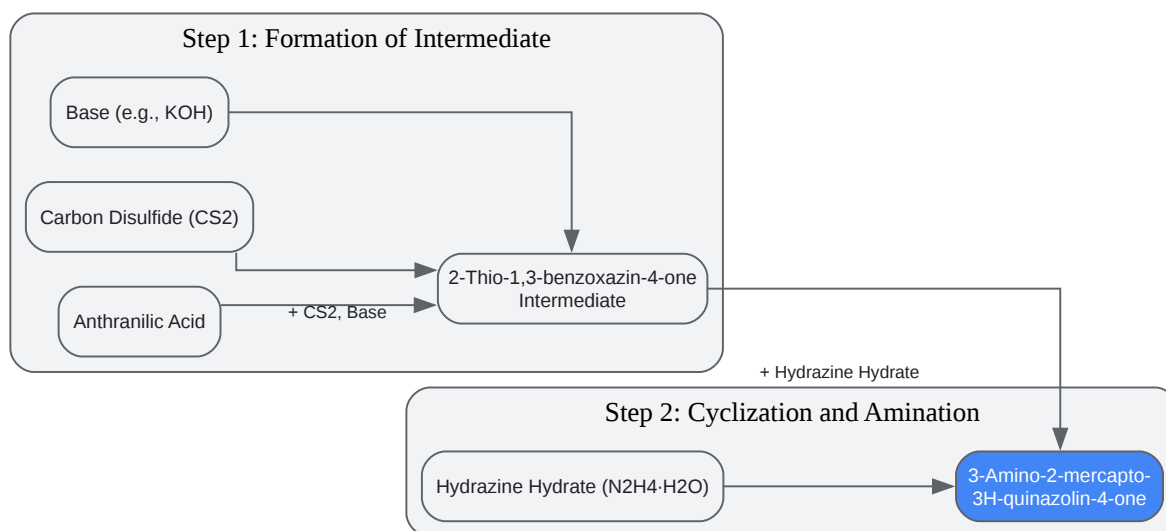 Step 1: Formation of Intermediate
Base (e.g., KOH)
Carbon Disulfide (CS2)
2-Thio-1,3-benzoxazin-4-one
Intermediate
Anthranilic Acid
+ CS2, Base
+ Hydrazine Hydrate
Step 2: Cyclization and Amination
Hydrazine Hydrate (N2H4·H2O)
3-Amino-2-mercapto-
3H-quinazolin-4-one